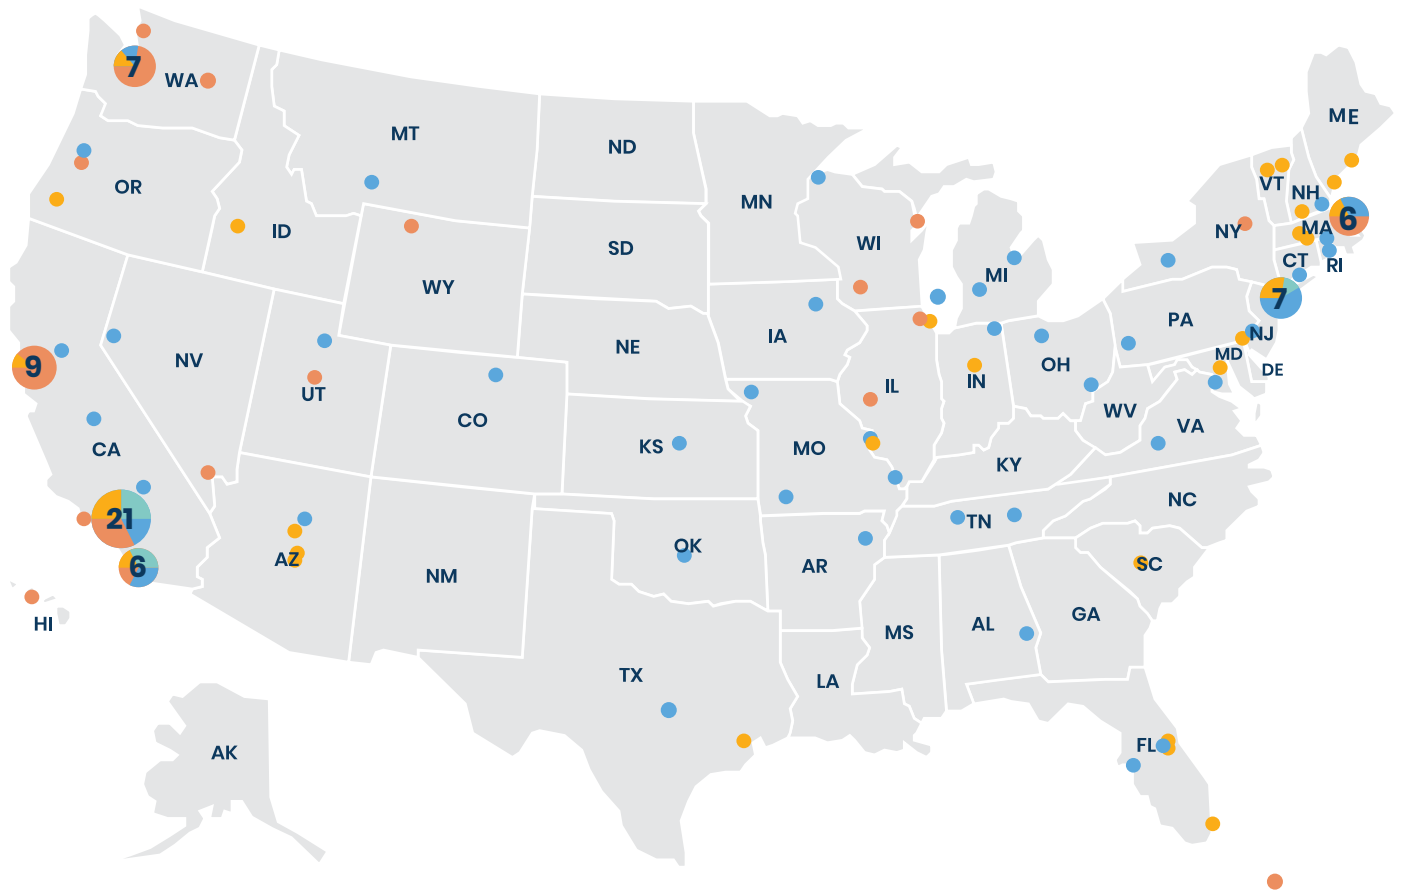 7
WA
MT
ND
ME
OR
MN
VT
NH
ID
SD
WI
NY
MA
6
WY
MI
CT
RI
7
NV
NE
IA
PA
NJ
9
UT
IN
OH
MD
DE
CO
IL
WV
CA
KS
MO
VA
KY
21
NC
TN
AZ
OK
6
NM
AR
SC
HI
MS
AL
GA
TX
LA
AK
FL